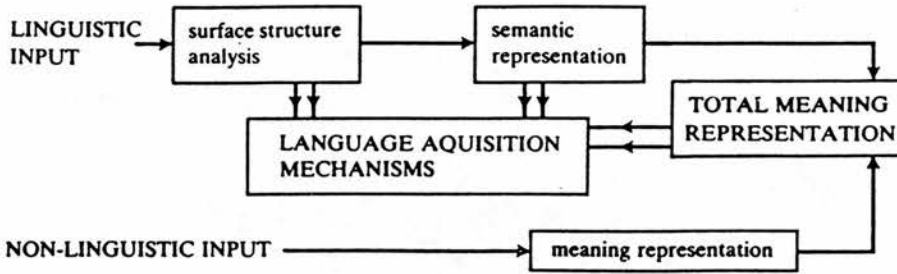 LINGUISTIC
INPUT
surface structure
analysis
semantic
representation
TOTAL MEANING
REPRESENTATION
LANGUAGE AQUISITION
MECHANISMS
NON-LINGUISTIC INPUT
meaning representation